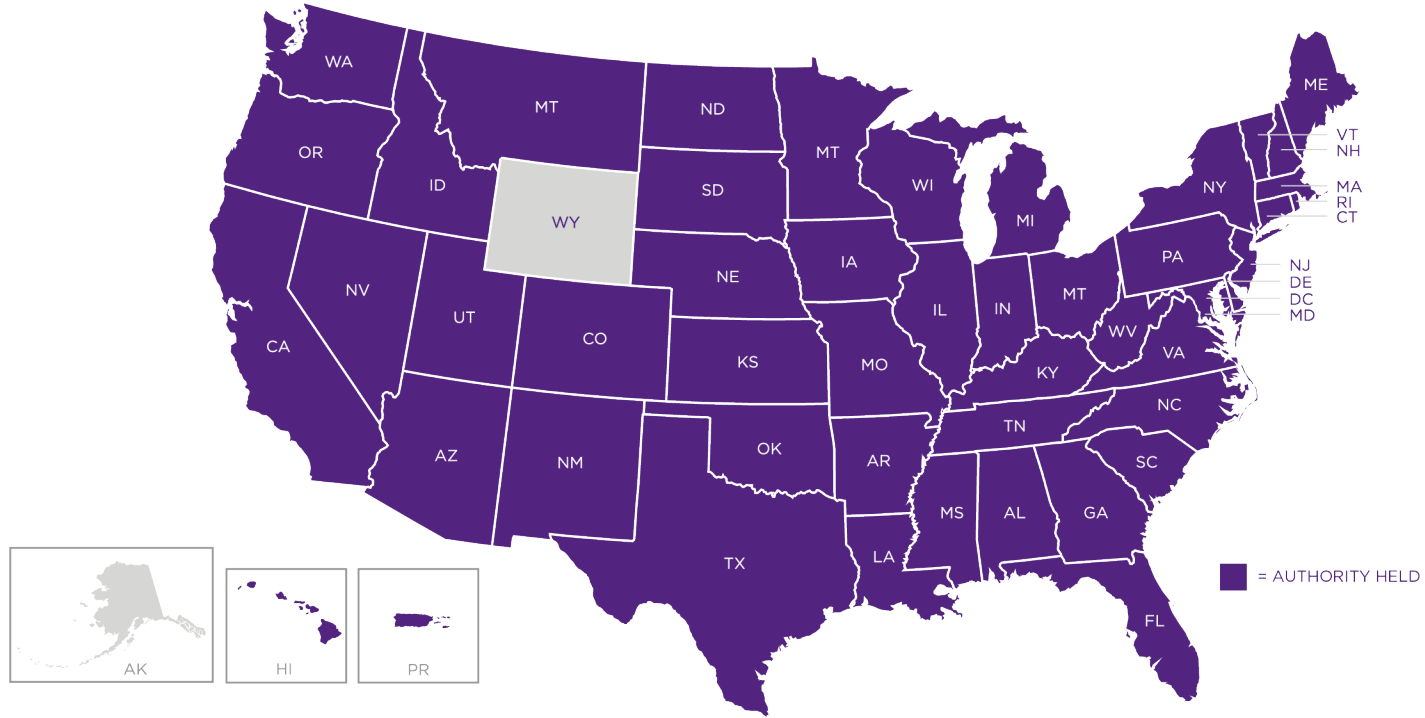 WA
MT
ND
MT
ME
VT
NH
OR
ID
SD
WI
NY
MA
RI
CT
WY
MI
PA
NV
UT
NE
IA
IL
IN
MT
NJ
DE
DC
MD
CA
CO
KS
MO
KY
WV
VA
AZ
NM
OK
AR
TN
NC
SC
MS
AL
GA
TX
LA
FL
= AUTHORITY HELD
AK
HI
PR